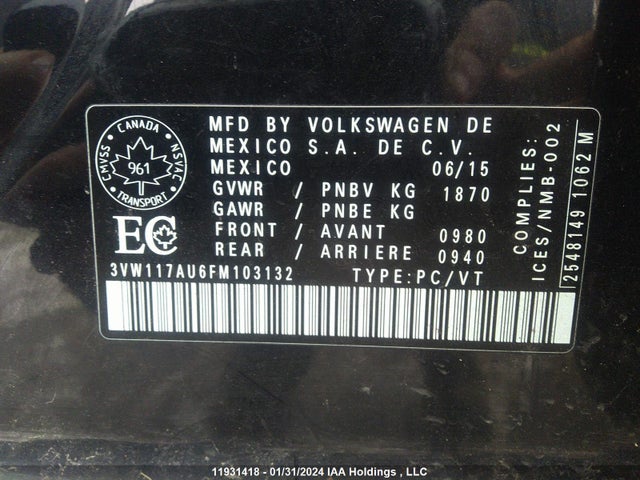 CANADA
CMVSS
NSVAC
961
TRANSPORT
EC
MFD BY VOLKSWAGEN DE
MEXICO S.A. DE C.V.
MEXICO 06/15
GVWR / PNBV KG 1870
GAWR / PNBE KG
FRONT / AVANT 0980
REAR / ARRIERE 0940
3VW117AU6FM103132 TYPE:PC/VT
COMPLIES:
ICES/NMB-002
2548149 1062 M
11931418 - 01/31/2024 IAA Holdings , LLC